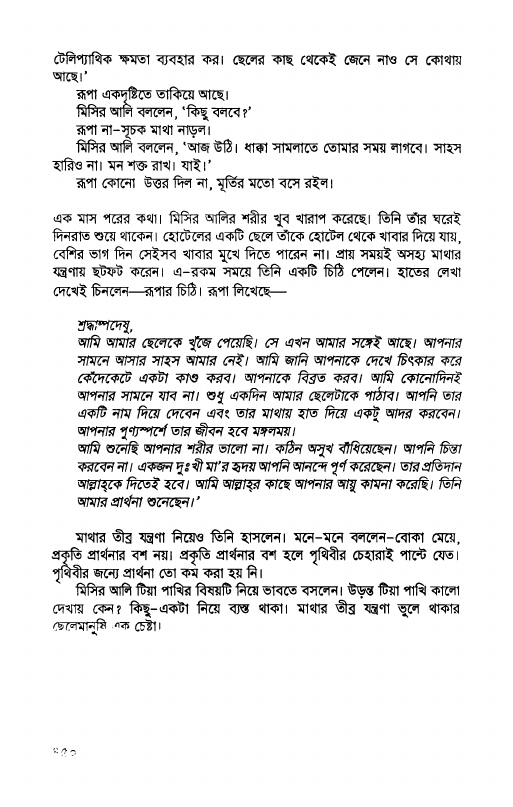 টেলিপ্যাথিক ক্ষমতা ব্যবহার কর। ছেলের কাছ থেকেই জেনে নাও সে কোথায়
আছে।’
রূপা একদৃষ্টিতে তাকিয়ে আছে।
মিসির আলি বললেন, ‘কিছু বলবে?’
রূপা না-সূচক মাথা নাড়ল।
মিসির আলি বললেন, ‘আজ উঠি। ধাক্কা সামলাতে তোমার সময় লাগবে। সাহস
হারিও না। মন শক্ত রাখ। যাই।’
রূপা কোনো উত্তর দিল না, মূর্তির মতো বসে রইল।
এক মাস পরের কথা। মিসির আলির শরীর খুব খারাপ করেছে। তিনি তাঁর ঘরেই
দিনরাত শুয়ে থাকেন। হোটেলের একটি ছেলে তাঁকে হোটেল থেকে খাবার দিয়ে যায়,
বেশির ভাগ দিন সেইসব খাবার মুখে দিতে পারেন না। প্রায় সময়ই অসহ্য মাথার
যন্ত্রণায় ছটফট করেন। এ-রকম সময়ে তিনি একটি চিঠি পেলেন। হাতের লেখা
দেখেই চিনলেন—রূপার চিঠি। রূপা লিখেছে—
শ্রদ্ধাষ্পদেষু,
আমি আমার ছেলেকে খুঁজে পেয়েছি। সে এখন আমার সঙ্গেই আছে। আপনার
সামনে আসার সাহস আমার নেই। আমি জানি আপনাকে দেখে চিৎকার করে
কেঁদেকেটে একটা কাণ্ড করব। আপনাকে বিব্রত করব। আমি কোনোদিনই
আপনার সামনে যাব না। শুধু একদিন আমার ছেলেটাকে পাঠাব। আপনি তার
একটি নাম দিয়ে দেবেন এবং তার মাথায় হাত দিয়ে একটু আদর করবেন।
আপনার পুণ্যস্পর্শে তার জীবন হবে মঙ্গলময়।
আমি শুনেছি আপনার শরীর ভালো না। কঠিন অসুখ বাঁধিয়েছেন। আপনি চিন্তা
করবেন না। একজন দুঃখী মা’র হৃদয় আপনি আনন্দে পূর্ণ করেছেন। তার প্রতিদান
আল্লাহ্‌কে দিতেই হবে। আমি আল্লাহ্‌র কাছে আপনার আয়ু কামনা করেছি। তিনি
আমার প্রার্থনা শুনেছেন।’
মাথার তীব্র যন্ত্রণা নিয়েও তিনি হাসলেন। মনে-মনে বললেন-বোকা মেয়ে,
প্রকৃতি প্রার্থনার বশ নয়। প্রকৃতি প্রার্থনার বশ হলে পৃথিবীর চেহারাই পাল্টে যেত।
পৃথিবীর জন্যে প্রার্থনা তো কম করা হয় নি।
মিসির আলি টিয়া পাখির বিষয়টি নিয়ে ভাবতে বসলেন। উড়ন্ত টিয়া পাখি কালো
দেখায় কেন? কিছু-একটা নিয়ে ব্যস্ত থাকা। মাথার তীব্র যন্ত্রণা ভুলে থাকার
ছেলেমানুষি এক চেষ্টা।